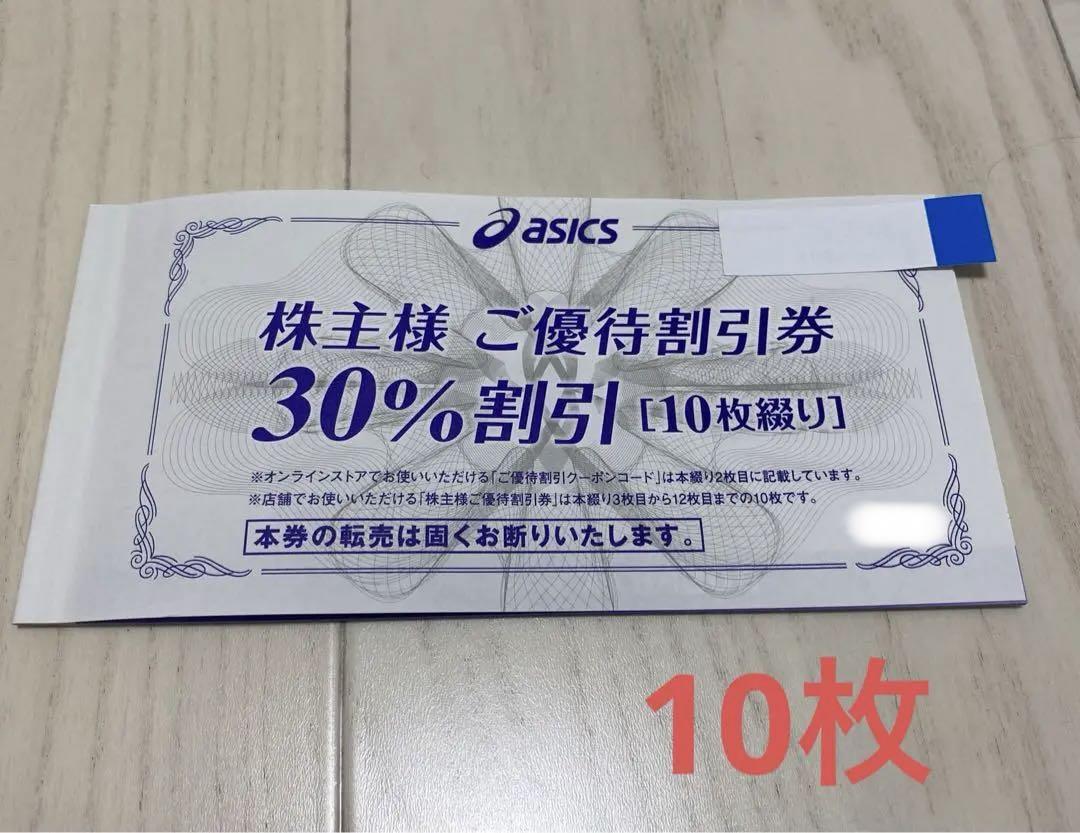 asics
株主様 ご優待割引券
30%割引 [10枚綴り]
※オンラインストアでお使いいただける「ご優待割引クーポンコード」は本綴り2枚目に記載しています。
※店舗でお使いいただける「株主様ご優待割引券」は本綴り3枚目から12枚目までの10枚です。
本券の転売は固くお断りいたします。
10枚